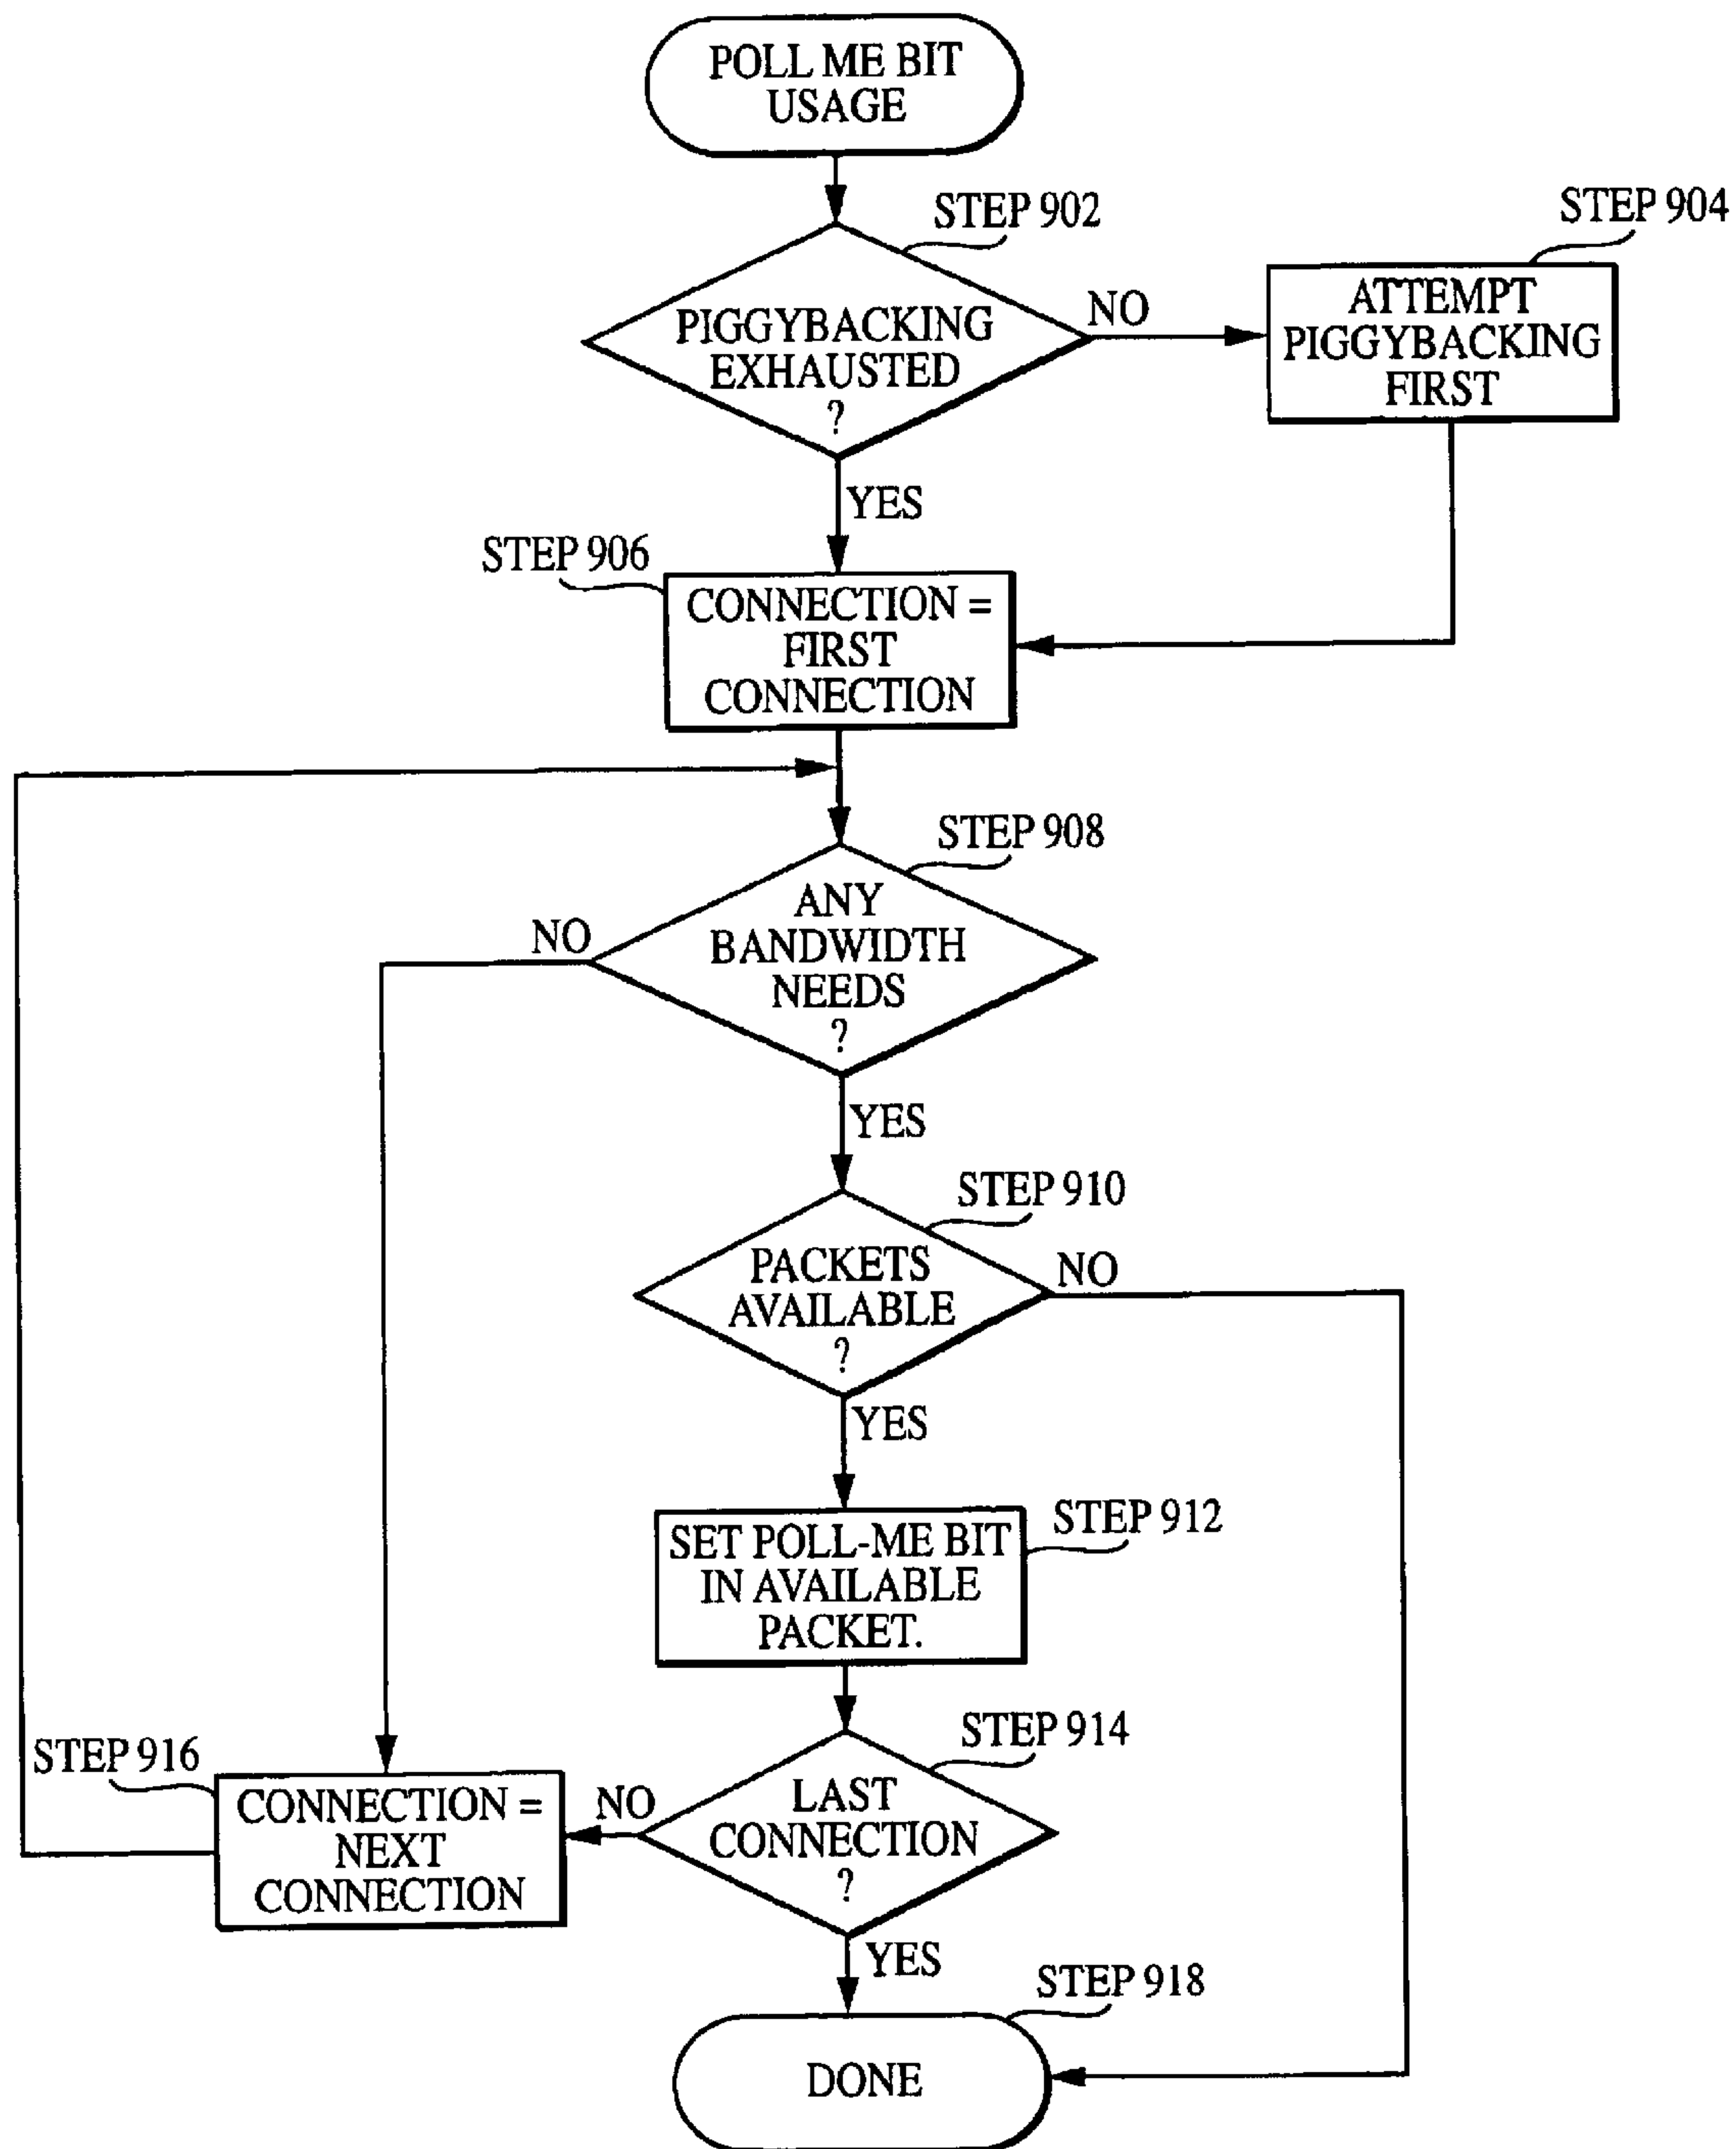 POLL ME BIT
USAGE
STEP 902
STEP 904
PIGGYBACKING
EXHAUSTED
?
NO
ATTEMPT
PIGGYBACKING
FIRST
YES
STEP 906
CONNECTION =
FIRST
CONNECTION
STEP 908
ANY
BANDWIDTH
NEEDS
?
NO
YES
STEP 910
PACKETS
AVAILABLE
?
NO
YES
STEP 912
SET POLL-ME BIT
IN AVAILABLE
PACKET.
STEP 914
STEP 916
LAST
CONNECTION
?
NO
CONNECTION =
NEXT
CONNECTION
YES
STEP 918
DONE